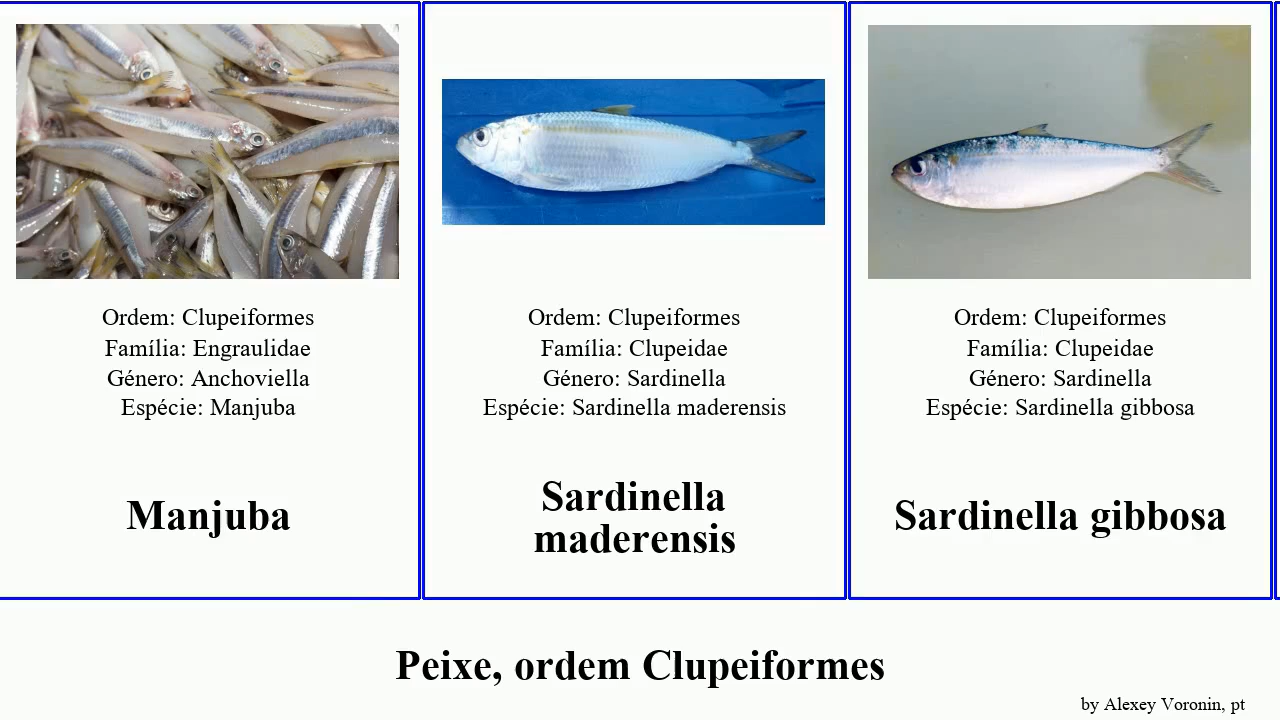 Ordem: Clupeiformes
Família: Engraulidae
Género: Anchoviella
Espécie: Manjuba
Manjuba
Ordem: Clupeiformes
Família: Clupeidae
Género: Sardinella
Espécie: Sardinella maderensis
Sardinella
maderensis
Ordem: Clupeiformes
Família: Clupeidae
Género: Sardinella
Espécie: Sardinella gibbosa
Sardinella gibbosa
Peixe, ordem Clupeiformes
by Alexey Voronin, pt